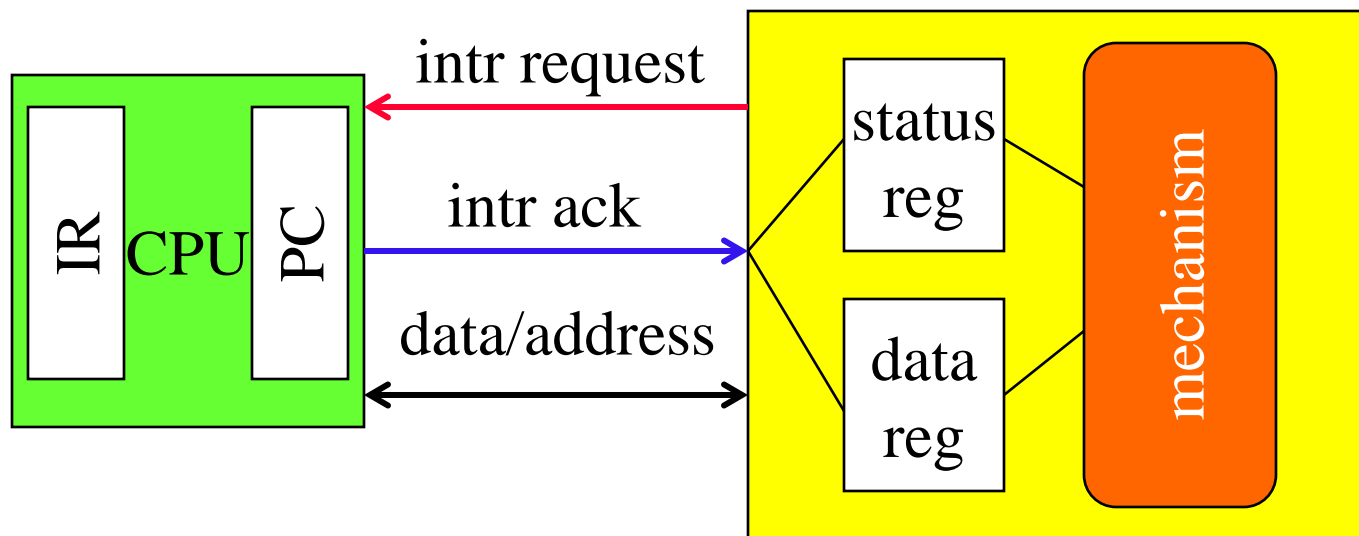 intr request
intr ack
data/address
IR
CPU
PC
status
reg
data
reg
mechanism